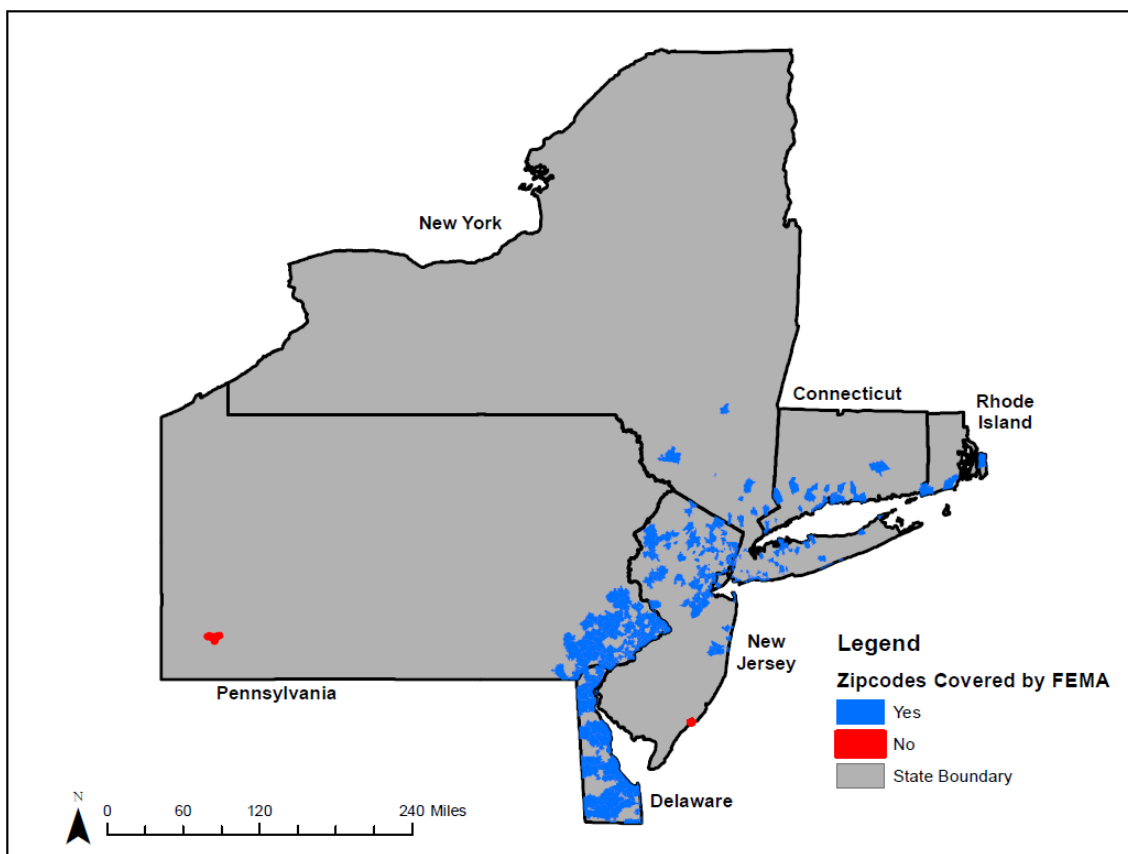 New York
Connecticut
Rhode
Island
New
Jersey
Pennsylvania
Delaware
Legend
Zipcodes Covered by FEMA
Yes
No
State Boundary
N
0 60 120 240 Miles